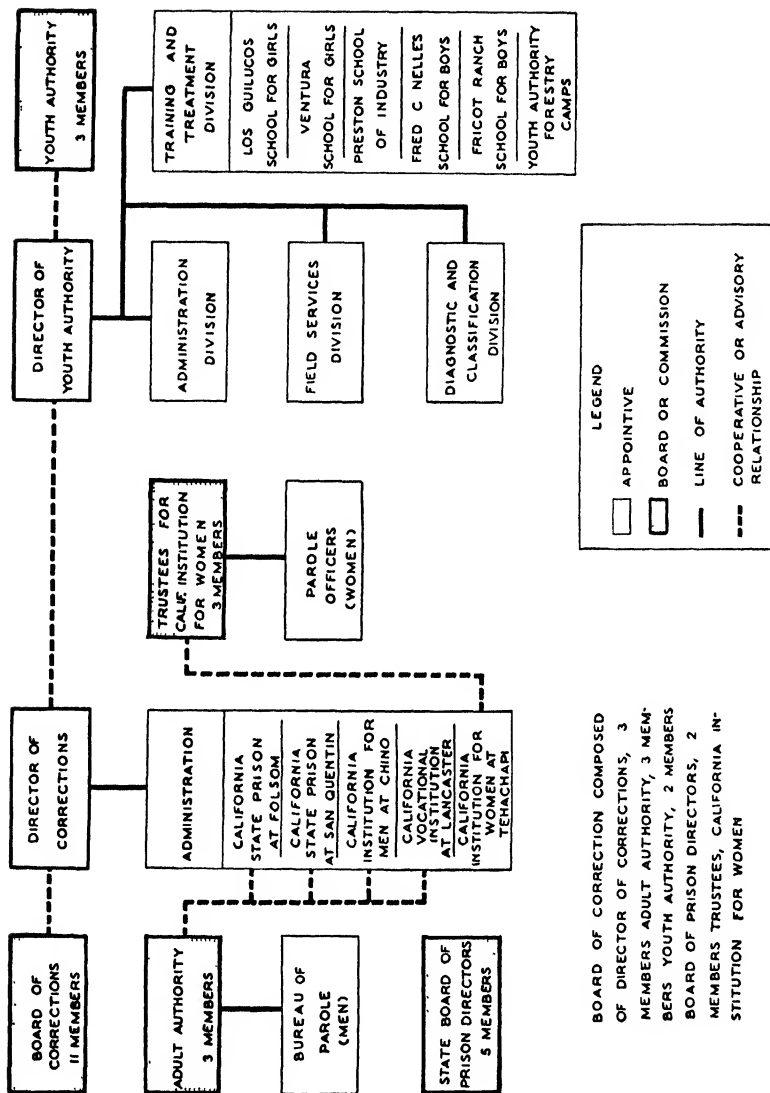 BOARD OF
CORRECTIONS
11 MEMBERS
DIRECTOR OF
CORRECTIONS
DIRECTOR OF
YOUTH AUTHORITY
YOUTH AUTHORITY
3 MEMBERS
ADULT AUTHORITY
3 MEMBERS
BUREAU OF
PAROLE
(MEN)
STATE BOARD OF
PRISON DIRECTORS
5 MEMBERS
ADMINISTRATION
CALIFORNIA
STATE PRISON
AT FOLSOM
CALIFORNIA
STATE PRISON
AT SAN QUENTIN
CALIFORNIA
INSTITUTION FOR
MEN AT CHINO
CALIFORNIA
VOCATIONAL
INSTITUTION
AT LANCASTER
CALIFORNIA
INSTITUTION FOR
WOMEN AT
TEHACHAPI
TRUSTEES FOR
CALIF. INSTITUTION
FOR WOMEN
3 MEMBERS
PAROLE
OFFICERS
(WOMEN)
ADMINISTRATION
DIVISION
FIELD SERVICES
DIVISION
DIAGNOSTIC AND
CLASSIFICATION
DIVISION
TRAINING AND
TREATMENT
DIVISION
LOS GUILUCOS
SCHOOL FOR GIRLS
VENTURA
SCHOOL FOR GIRLS
PRESTON SCHOOL
OF INDUSTRY
FRED C NELLES
SCHOOL FOR BOYS
FRICOT RANCH
SCHOOL FOR BOYS
YOUTH AUTHORITY
FORESTRY
CAMPS
BOARD OF CORRECTION COMPOSED
OF DIRECTOR OF CORRECTIONS, 3
MEMBERS ADULT AUTHORITY, 3 MEM-
BERS YOUTH AUTHORITY, 2 MEMBERS
BOARD OF PRISON DIRECTORS, 2
MEMBERS TRUSTEES, CALIFORNIA IN-
STITUTION FOR WOMEN
LEGEND
APPOINTIVE
BOARD OR COMMISSION
LINE OF AUTHORITY
COOPERATIVE OR ADVISORY
RELATIONSHIP